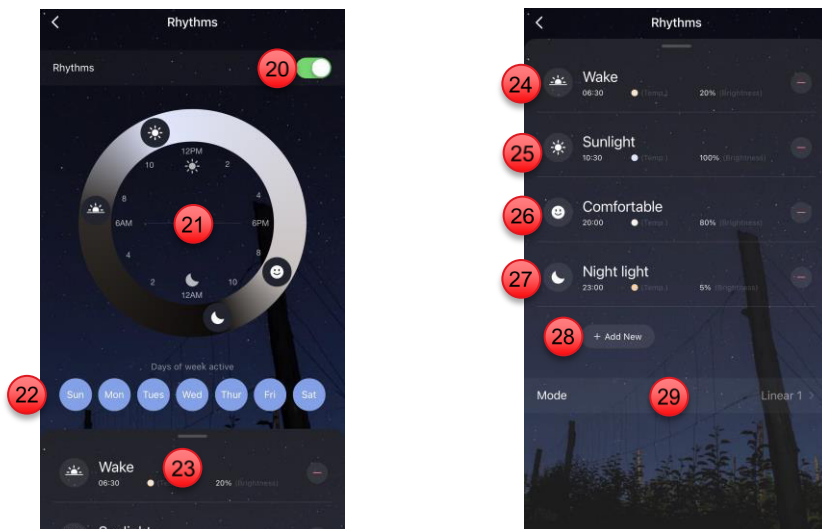 Rhythms
Rhythms
20
12PM
10
2
8
4
6AM
21
6PM
4
8
2
10
12AM
Days of week active
22
Sun Mon Tues Wed Thur Fri Sat
Wake
23
06:30 20% (Brightness)
Rhythms
24
Wake
06:30 (Temp.) 20% (Brightness)
25
Sunlight
10:30 (Temp.) 100% (Brightness)
26
Comfortable
20:00 (Temp.) 80% (Brightness)
27
Night light
23:00 (Temp.) 5% (Brightness)
28
+ Add New
Mode
29
Linear 1 >